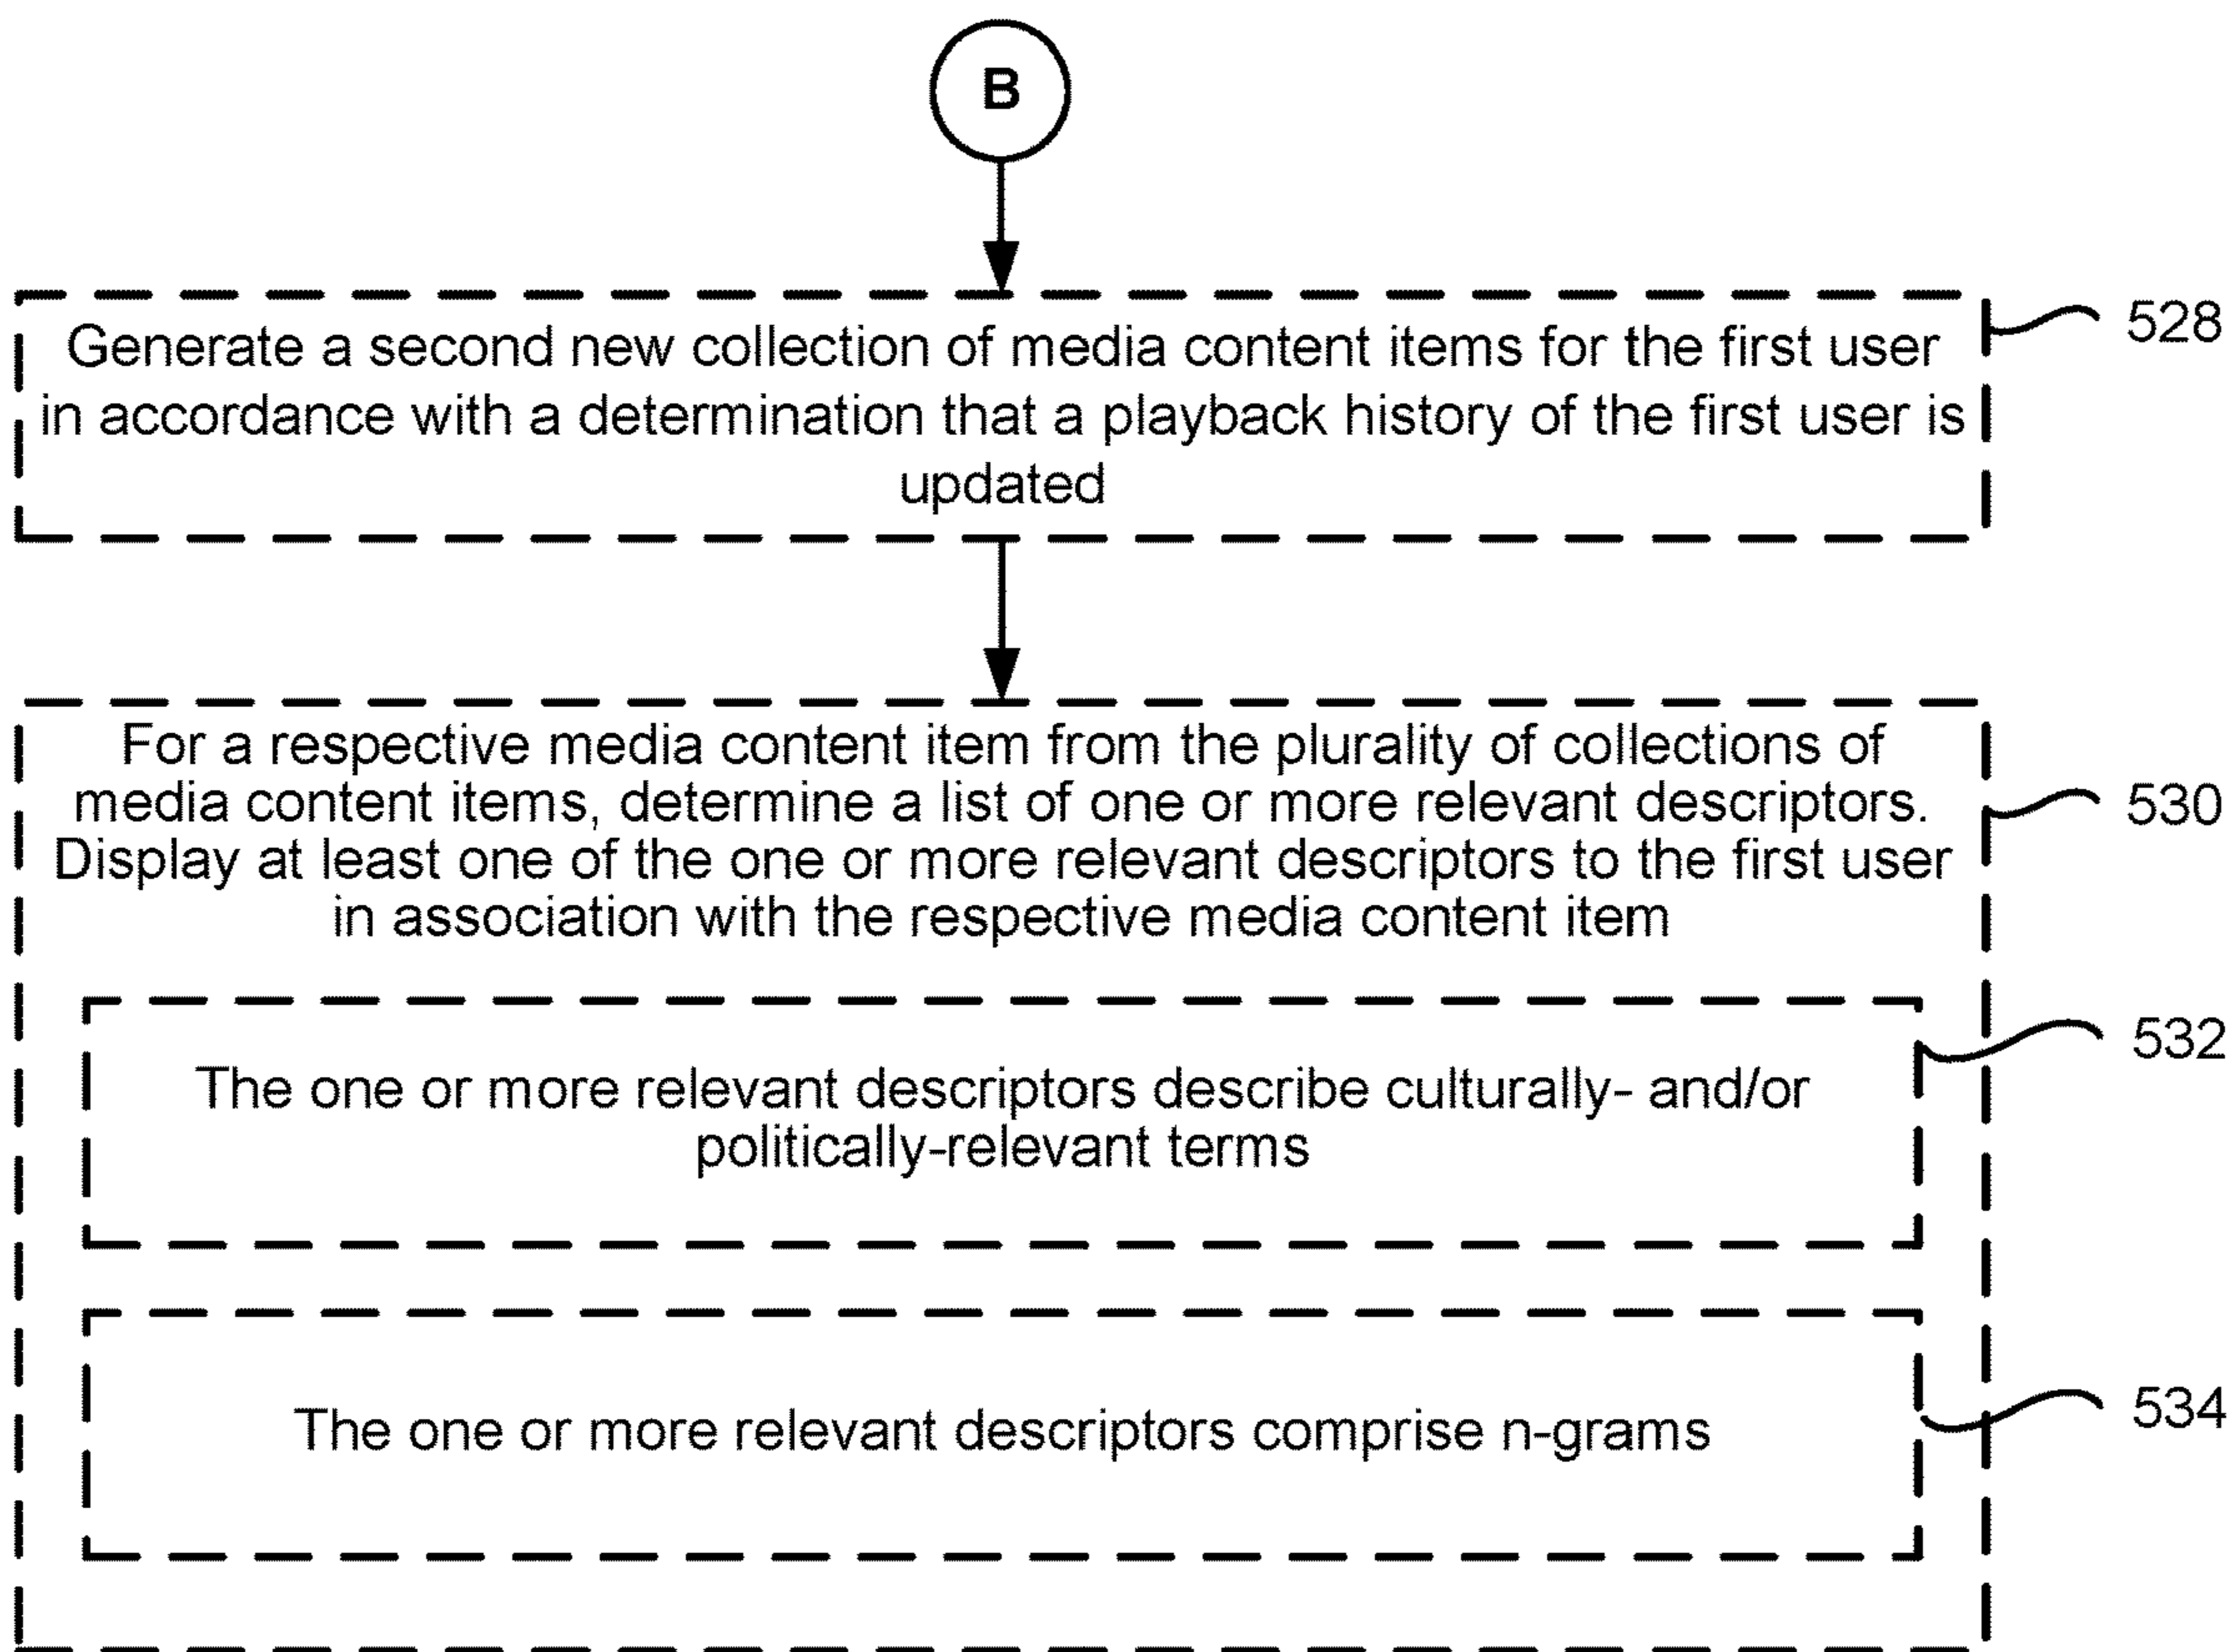 B
Generate a second new collection of media content items for the first user
in accordance with a determination that a playback history of the first user is
updated
528
For a respective media content item from the plurality of collections of
media content items, determine a list of one or more relevant descriptors.
Display at least one of the one or more relevant descriptors to the first user
in association with the respective media content item
530
The one or more relevant descriptors describe culturally- and/or
politically-relevant terms
532
The one or more relevant descriptors comprise n-grams
534